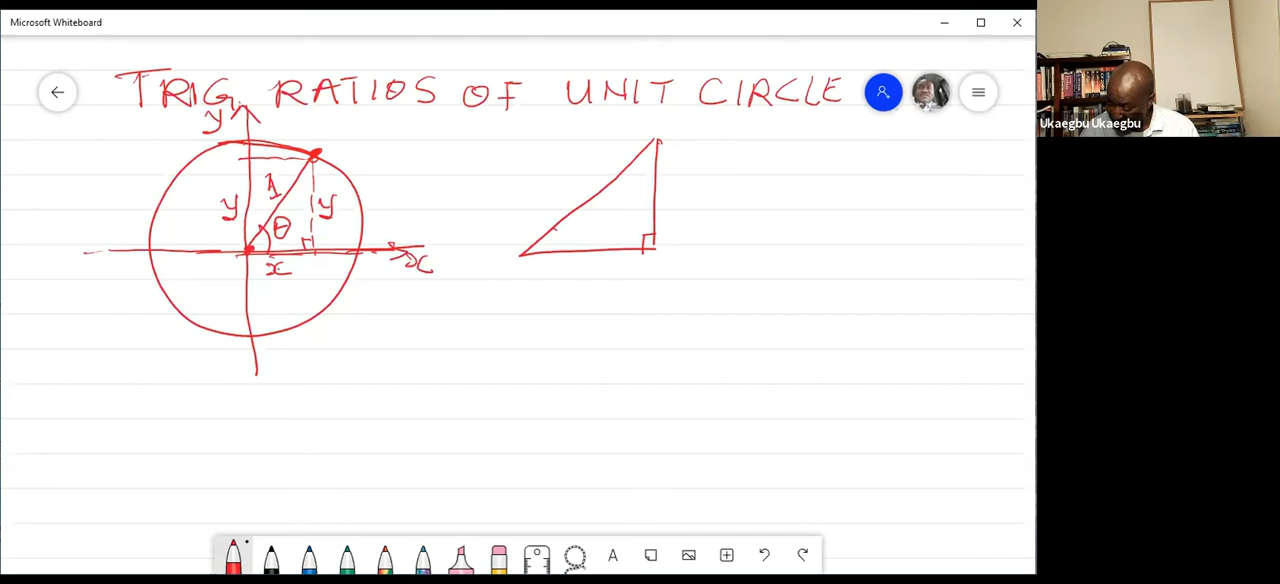 Microsoft Whiteboard
TRIG. RATIOS OF UNIT CIRCLE
Ukaegbu Ukaegbu
y
1
y
θ
y
x
x
A